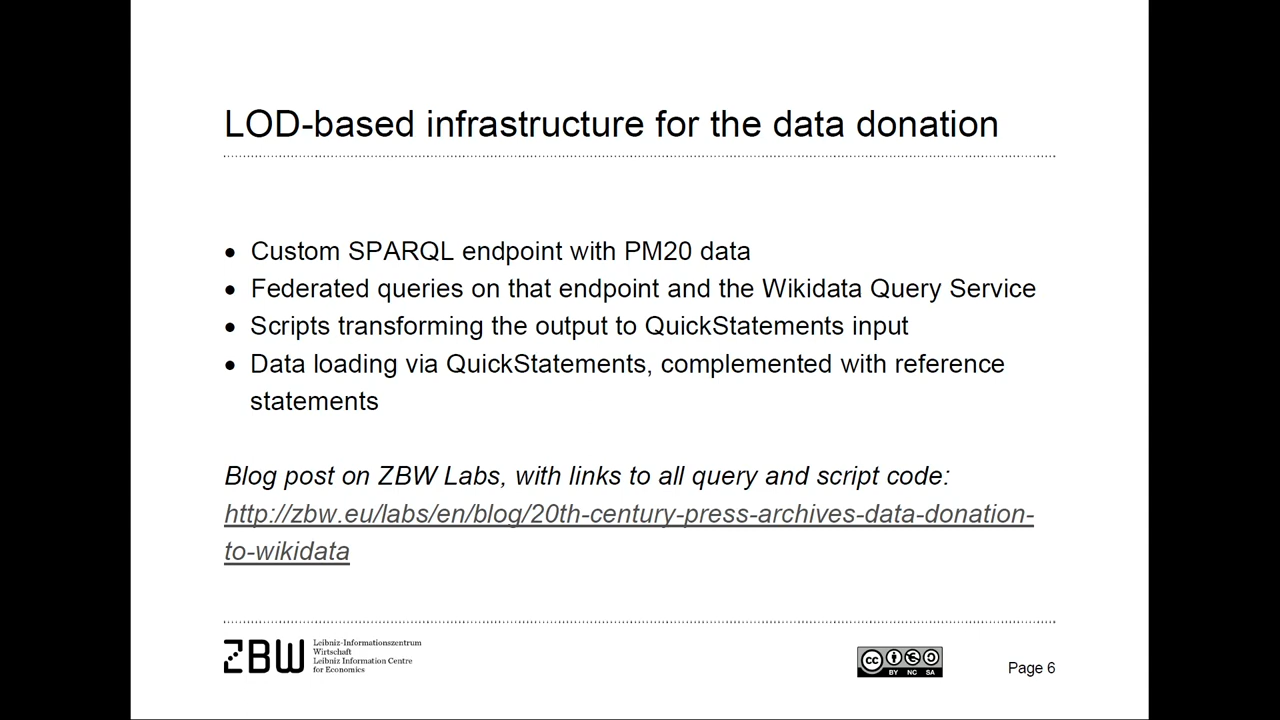 LOD-based infrastructure for the data donation
• Custom SPARQL endpoint with PM20 data
• Federated queries on that endpoint and the Wikidata Query Service
• Scripts transforming the output to QuickStatements input
• Data loading via QuickStatements, complemented with reference
statements
Blog post on ZBW Labs, with links to all query and script code:
http://zbw.eu/labs/en/blog/20th-century-press-archives-data-donation-
to-wikidata
ZBW
Leibniz-Informationszentrum
Wirtschaft
Leibniz Information Centre
for Economics
cc
BY NC SA
Page 6